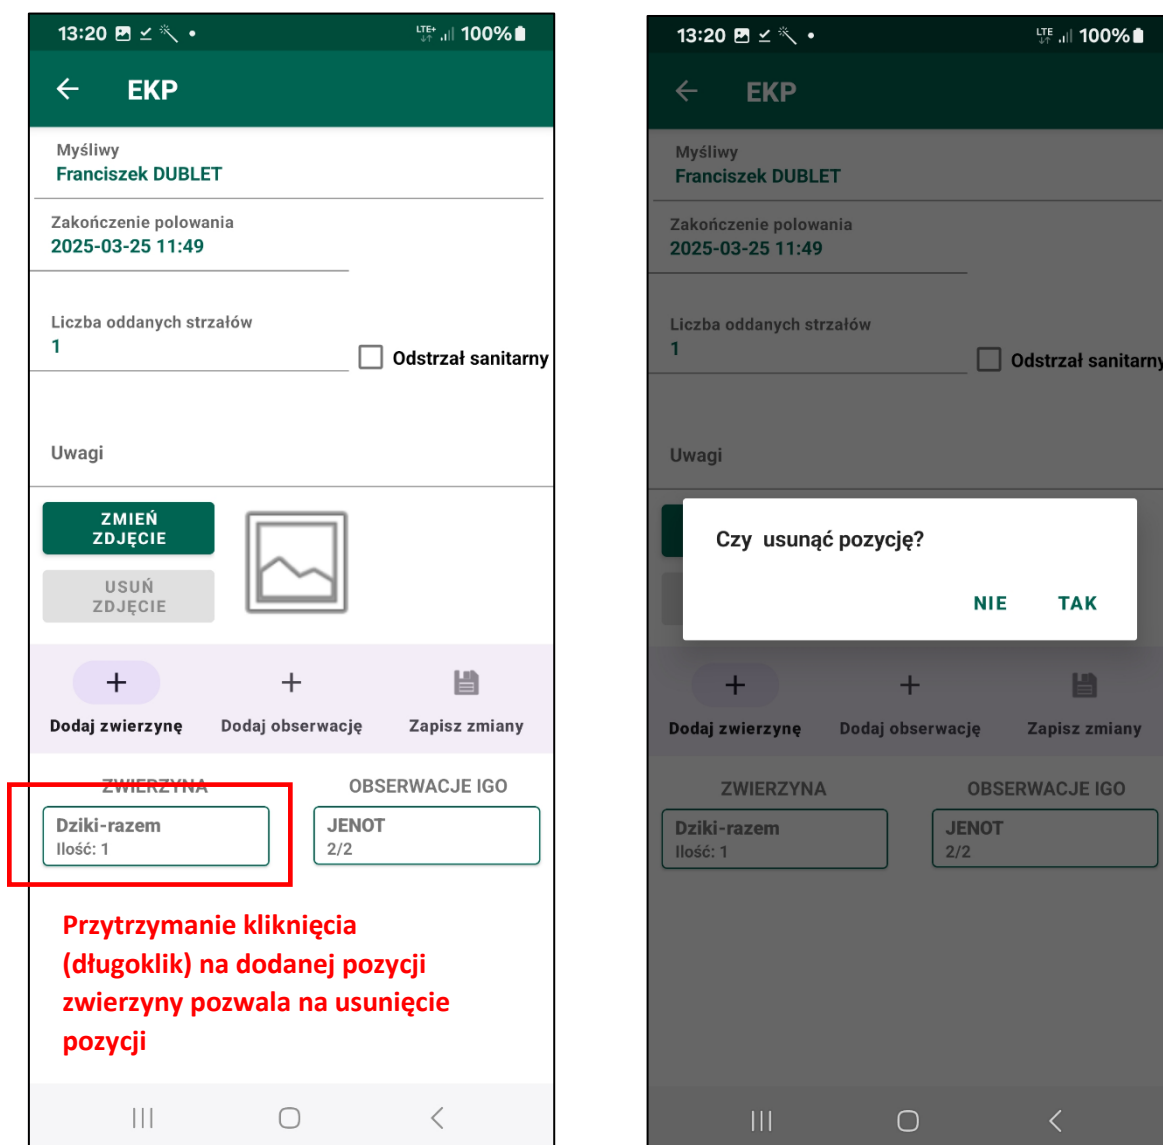 13:20
LTE+ 100%
EKP
Myśliwy
Franciszek DUBLET
Zakończenie polowania
2025-03-25 11:49
Liczba oddanych strzałów
1
Odstrzał sanitarny
Uwagi
ZMIEŃ
ZDJĘCIE
USUŃ
ZDJĘCIE
Dodaj zwierzynę
Dodaj obserwację
Zapisz zmiany
ZWIERZYNA
OBSERWACJE IGO
Dziki-razem
Ilość: 1
JENOT
2/2
Przytrzymanie kliknięcia
(długoklik) na dodanej pozycji
zwierzyny pozwala na usunięcie
pozycji
13:20
LTE 100%
EKP
Myśliwy
Franciszek DUBLET
Zakończenie polowania
2025-03-25 11:49
Liczba oddanych strzałów
1
Odstrzał sanitarny
Uwagi
Czy usunąć pozycję?
NIE
TAK
Dodaj zwierzynę
Dodaj obserwację
Zapisz zmiany
ZWIERZYNA
OBSERWACJE IGO
Dziki-razem
Ilość: 1
JENOT
2/2